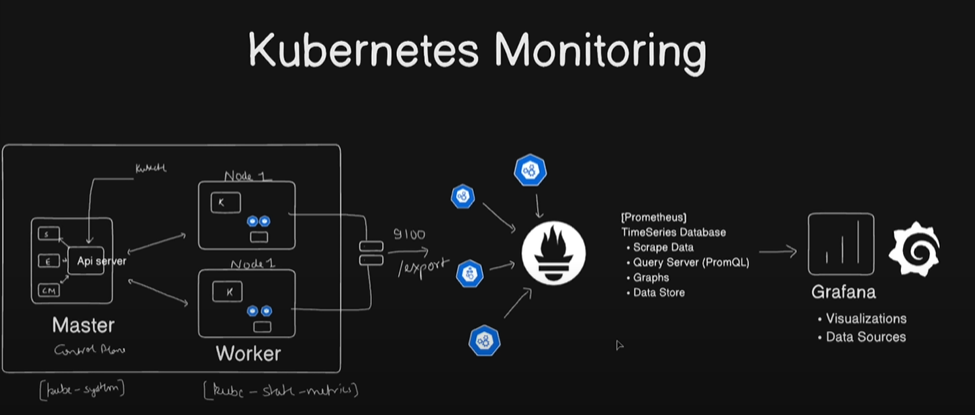 Kubernetes Monitoring
Kubectl
Node 1
K
S
E
Api server
CM
Master
Control Plane
[kube-system]
Node 1
K
Worker
[kube-state-metrics]
9100
/export
[Prometheus]
TimeSeries Database
• Scrape Data
• Query Server (PromQL)
• Graphs
• Data Store
Grafana
• Visualizations
• Data Sources